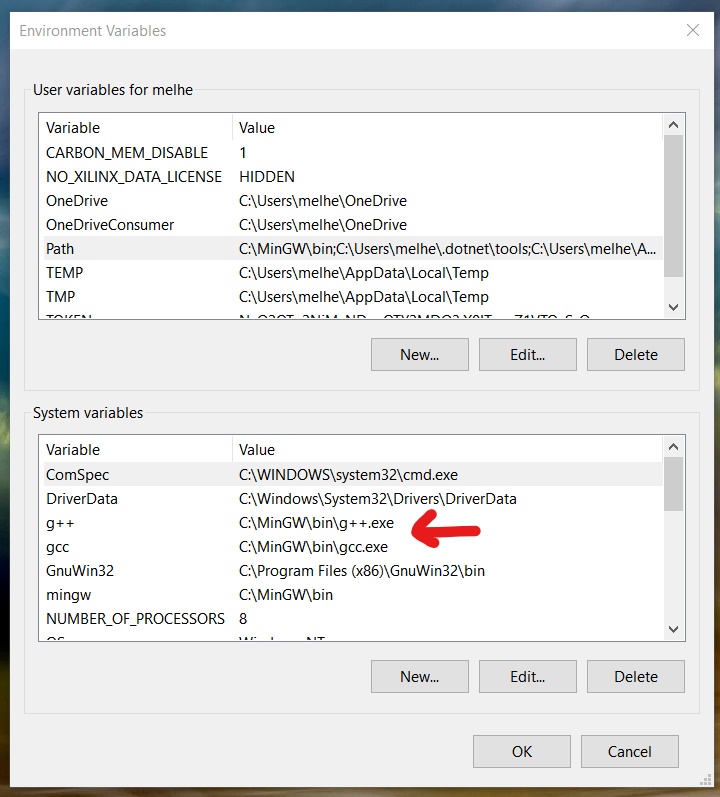 Environment Variables
User variables for melhe
Variable Value
CARBON_MEM_DISABLE 1
NO_XILINX_DATA_LICENSE HIDDEN
OneDrive C:\Users\melhe\OneDrive
OneDriveConsumer C:\Users\melhe\OneDrive
Path C:\MinGW\bin;C:\Users\melhe\.dotnet\tools;C:\Users\melhe\A...
TEMP C:\Users\melhe\AppData\Local\Temp
TMP C:\Users\melhe\AppData\Local\Temp
New... Edit... Delete
System variables
Variable Value
ComSpec C:\WINDOWS\system32\cmd.exe
DriverData C:\Windows\System32\Drivers\DriverData
g++ C:\MinGW\bin\g++.exe
gcc C:\MinGW\bin\gcc.exe
GnuWin32 C:\Program Files (x86)\GnuWin32\bin
mingw C:\MinGW\bin
NUMBER_OF_PROCESSORS 8
New... Edit... Delete
OK Cancel